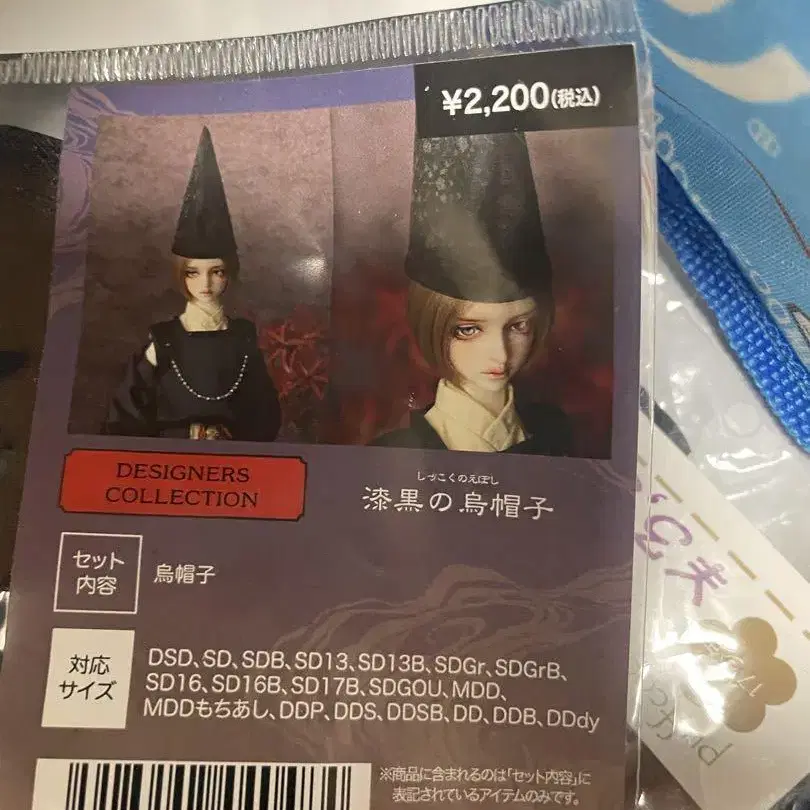 ¥2,200(税込)
DESIGNERS
COLLECTION
しっこくのえぼし
漆黒の烏帽子
セット
内容
烏帽子
対応
サイズ
DSD、SD、SDB、SD13、SD13B、SDGr、SDGrB、
SD16、SD16B、SD17B、SDGOU、MDD、
MDDもちあし、DDP、DDS、DDSB、DD、DDB、DDdy
※商品に含まれるのは「セット内容」に
表記されているアイテムのみです。